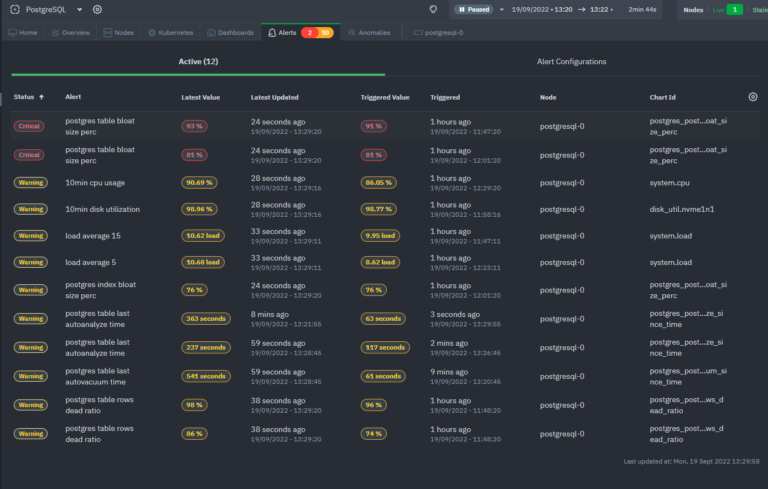 PostgreSQL
Paused 19/09/2022 • 13:20 → 13:22 2min 44s Nodes Live 1 Stale
Home Overview Nodes Kubernetes Dashboards Alerts 2 10 Anomalies postgresql-0
Active (12) Alert Configurations
Status ↑ Alert Latest Value Latest Updated Triggered Value Triggered Node Chart Id
Critical postgres table bloat size perc 93 % 24 seconds ago 91 % 1 hours ago postgresql-0 postgres_post...oat_si
19/09/2022 - 13:29:20 19/09/2022 - 11:47:20 ze_perc
Critical postgres table bloat size perc 81 % 24 seconds ago 81 % 1 hours ago postgresql-0 postgres_post...oat_si
19/09/2022 - 13:29:20 19/09/2022 - 12:01:20 ze_perc
Warning 10min cpu usage 90.69 % 28 seconds ago 86.05 % 1 hours ago postgresql-0 system.cpu
19/09/2022 - 13:29:16 19/09/2022 - 12:29:20
Warning 10min disk utilization 98.96 % 28 seconds ago 98.77 % 1 hours ago postgresql-0 disk_util.nvme1n1
19/09/2022 - 13:29:16 19/09/2022 - 11:58:16
Warning load average 15 10.62 load 33 seconds ago 9.95 load 1 hours ago postgresql-0 system.load
19/09/2022 - 13:29:11 19/09/2022 - 11:47:11
Warning load average 5 10.68 load 33 seconds ago 8.62 load 1 hours ago postgresql-0 system.load
19/09/2022 - 13:29:11 19/09/2022 - 12:23:11
Warning postgres index bloat size perc 76 % 24 seconds ago 76 % 1 hours ago postgresql-0 postgres_post...oat_si
19/09/2022 - 13:29:20 19/09/2022 - 12:01:20 ze_perc
Warning postgres table last autoanalyze time 363 seconds 8 mins ago 63 seconds 3 seconds ago postgresql-0 postgres_post...ze_si
19/09/2022 - 13:21:55 19/09/2022 - 13:29:55 nce_time
Warning postgres table last autoanalyze time 237 seconds 59 seconds ago 117 seconds 2 mins ago postgresql-0 postgres_post...ze_si
19/09/2022 - 13:28:45 19/09/2022 - 13:26:45 nce_time
Warning postgres table last autovacuum time 541 seconds 59 seconds ago 61 seconds 9 mins ago postgresql-0 postgres_post...um_si
19/09/2022 - 13:28:45 19/09/2022 - 13:20:45 nce_time
Warning postgres table rows dead ratio 98 % 38 seconds ago 96 % 1 hours ago postgresql-0 postgres_post...ws_d
19/09/2022 - 13:29:20 19/09/2022 - 11:48:20 ead_ratio
Warning postgres table rows dead ratio 86 % 38 seconds ago 74 % 1 hours ago postgresql-0 postgres_post...ws_d
19/09/2022 - 13:29:20 19/09/2022 - 11:48:20 ead_ratio
Last updated at: Mon, 19 Sept 2022 13:29:58